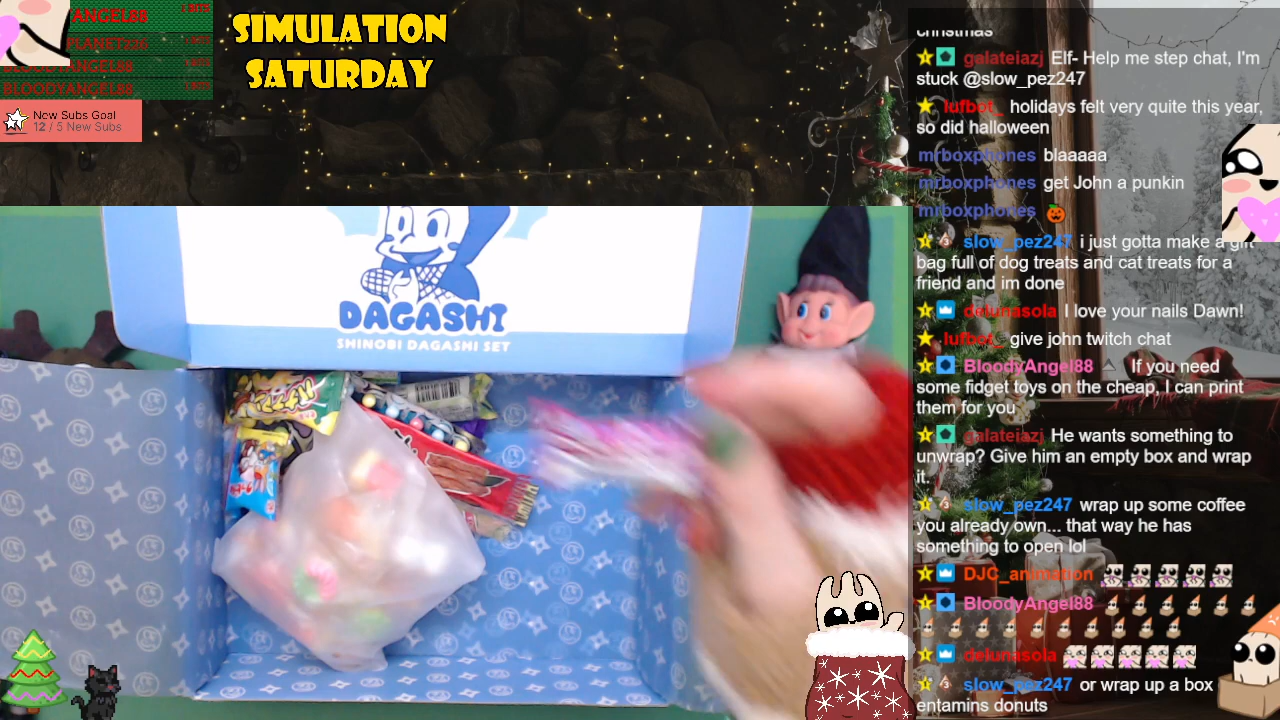 ANGEL88
PLANET226
BLOODYANGEL88
BLOODYANGEL88
New Subs Goal
12 / 5 New Subs
SIMULATION
SATURDAY
DAGASHI
SHINOBI DAGASHI SET
christmas
galateiazj Elf- Help me step chat, I'm
stuck @slow_pez247
lufbot_ holidays felt very quite this year,
so did halloween
mrboxphones blaaaaa
mrboxphones get John a punkin
mrboxphones
slow_pez247 i just gotta make a gift
bag full of dog treats and cat treats for a
friend and im done
delunasola I love your nails Dawn!
lufbot_ give john twitch chat
BloodyAngel88 If you need
some fidget toys on the cheap, I can print
them for you
galateiazj He wants something to
unwrap? Give him an empty box and wrap
it.
slow_pez247 wrap up some coffee
you already own... that way he has
something to open lol
DJC_animation
BloodyAngel88
delunasola
slow_pez247 or wrap up a box
entamins donuts